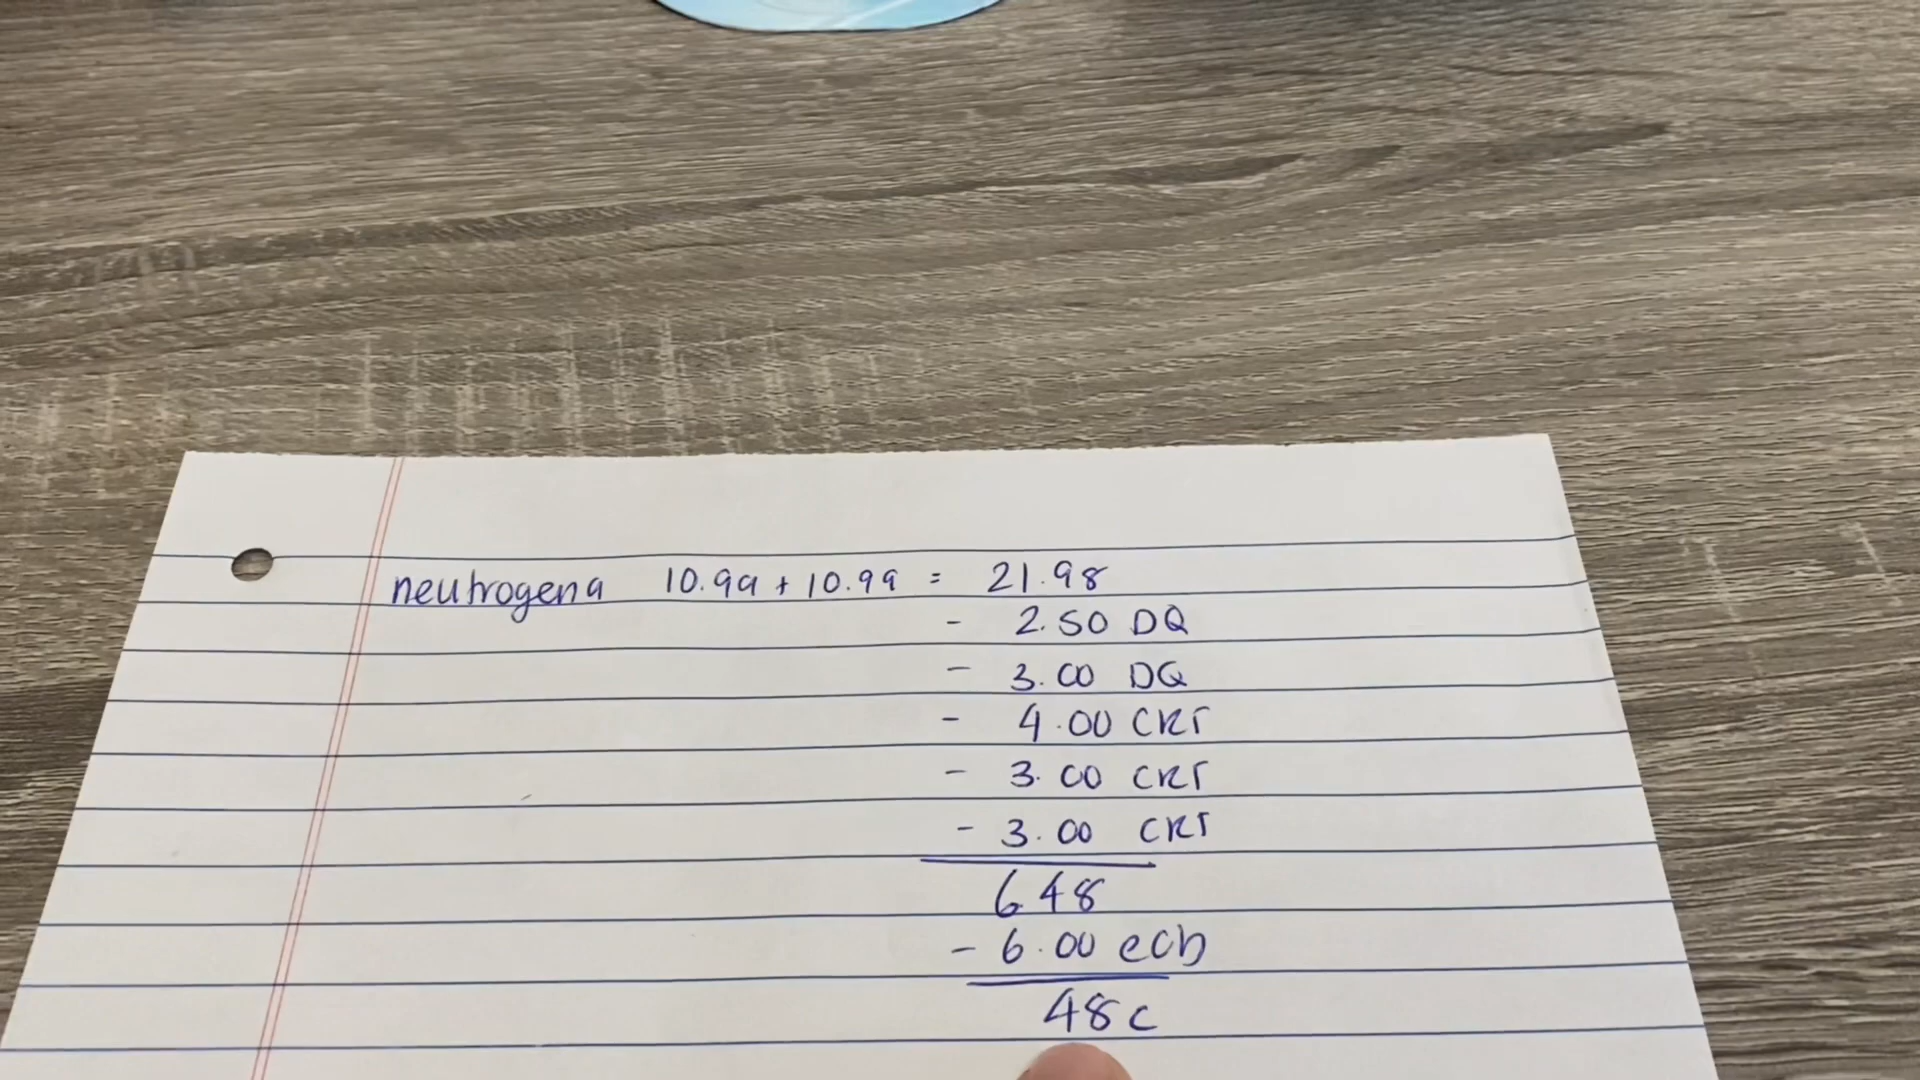 neutrogena 10.99 + 10.99 = 21.98
- 2.50 DQ
- 3.00 DQ
- 4.00 CRT
- 3.00 CRT
- 3.00 CRT
6.48
- 6.00 ecb
48c